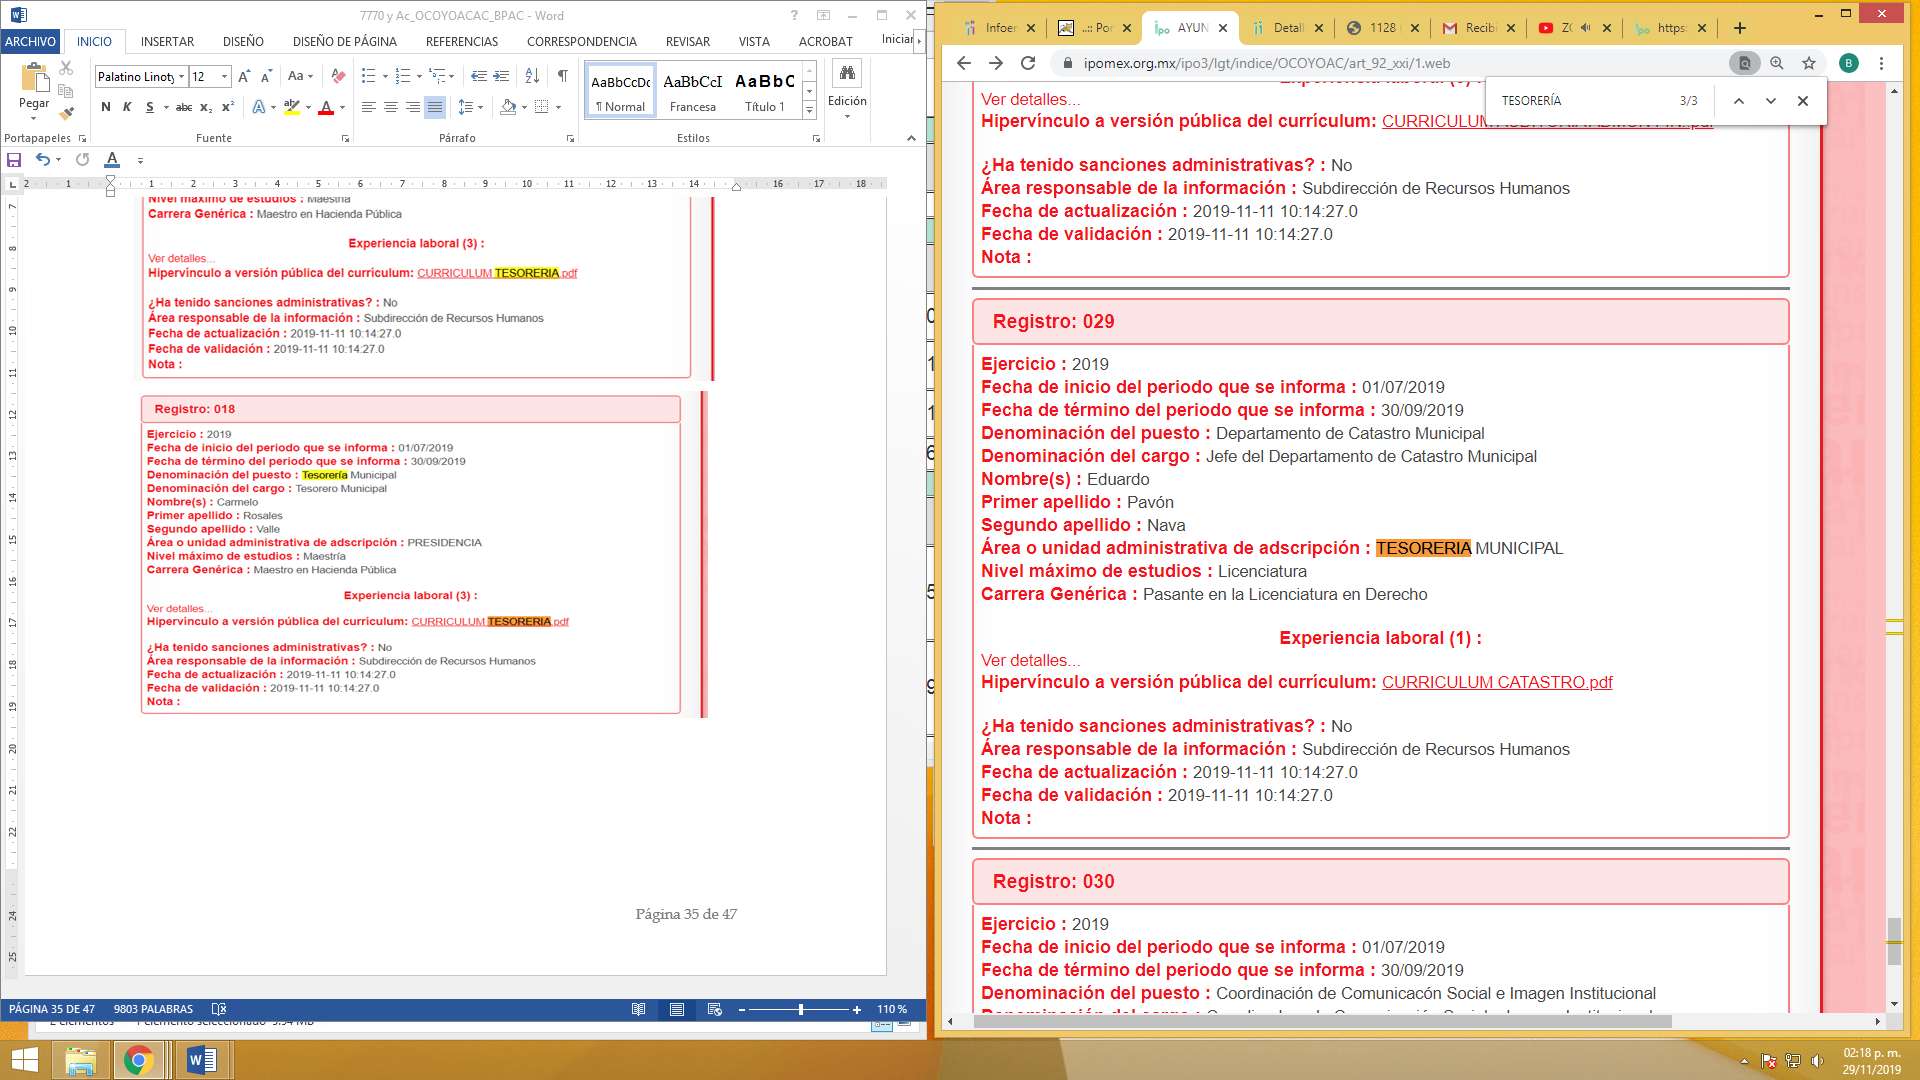 7770 y Ac_OCOYOACAC_BPAC - Word
ARCHIVO INICIO INSERTAR DISEÑO DISEÑO DE PÁGINA REFERENCIAS CORRESPONDENCIA REVISAR VISTA ACROBAT Iniciar
Palatino Linoty 12
Pegar
Portapapeles Fuente Párrafo Estilos
AaBbCcDc AaBbCcI AaBbC
¶ Normal Francesa Título 1
Edición
Nivel máximo de estudios : Maestría
Carrera Genérica : Maestro en Hacienda Pública
Experiencia laboral (3) :
Ver detalles...
Hipervínculo a versión pública del currículum: CURRICULUM TESORERIA.pdf
¿Ha tenido sanciones administrativas? : No
Área responsable de la información : Subdirección de Recursos Humanos
Fecha de actualización : 2019-11-11 10:14:27.0
Fecha de validación : 2019-11-11 10:14:27.0
Nota :
Registro: 018
Ejercicio : 2019
Fecha de inicio del periodo que se informa : 01/07/2019
Fecha de término del periodo que se informa : 30/09/2019
Denominación del puesto : Tesorería Municipal
Denominación del cargo : Tesorero Municipal
Nombre(s) : Carmelo
Primer apellido : Rosales
Segundo apellido : Valle
Área o unidad administrativa de adscripción : PRESIDENCIA
Nivel máximo de estudios : Maestría
Carrera Genérica : Maestro en Hacienda Pública
Experiencia laboral (3) :
Ver detalles...
Hipervínculo a versión pública del currículum: CURRICULUM TESORERIA.pdf
¿Ha tenido sanciones administrativas? : No
Área responsable de la información : Subdirección de Recursos Humanos
Fecha de actualización : 2019-11-11 10:14:27.0
Fecha de validación : 2019-11-11 10:14:27.0
Nota :
Página 35 de 47
PÁGINA 35 DE 47 9803 PALABRAS 110 %
Infoen ..:: Por AYUN Detall 1128 Recibi ZO https:
ipomex.org.mx/ipo3/lgt/indice/OCOYOAC/art_92_xxi/1.web
TESORERÍA 3/3
Ver detalles...
Hipervínculo a versión pública del currículum:
¿Ha tenido sanciones administrativas? : No
Área responsable de la información : Subdirección de Recursos Humanos
Fecha de actualización : 2019-11-11 10:14:27.0
Fecha de validación : 2019-11-11 10:14:27.0
Nota :
Registro: 029
Ejercicio : 2019
Fecha de inicio del periodo que se informa : 01/07/2019
Fecha de término del periodo que se informa : 30/09/2019
Denominación del puesto : Departamento de Catastro Municipal
Denominación del cargo : Jefe del Departamento de Catastro Municipal
Nombre(s) : Eduardo
Primer apellido : Pavón
Segundo apellido : Nava
Área o unidad administrativa de adscripción : TESORERIA MUNICIPAL
Nivel máximo de estudios : Licenciatura
Carrera Genérica : Pasante en la Licenciatura en Derecho
Experiencia laboral (1) :
Ver detalles...
Hipervínculo a versión pública del currículum: CURRICULUM CATASTRO.pdf
¿Ha tenido sanciones administrativas? : No
Área responsable de la información : Subdirección de Recursos Humanos
Fecha de actualización : 2019-11-11 10:14:27.0
Fecha de validación : 2019-11-11 10:14:27.0
Nota :
Registro: 030
Ejercicio : 2019
Fecha de inicio del periodo que se informa : 01/07/2019
Fecha de término del periodo que se informa : 30/09/2019
Denominación del puesto : Coordinación de Comunicacón Social e Imagen Institucional
02:18 p. m.
29/11/2019